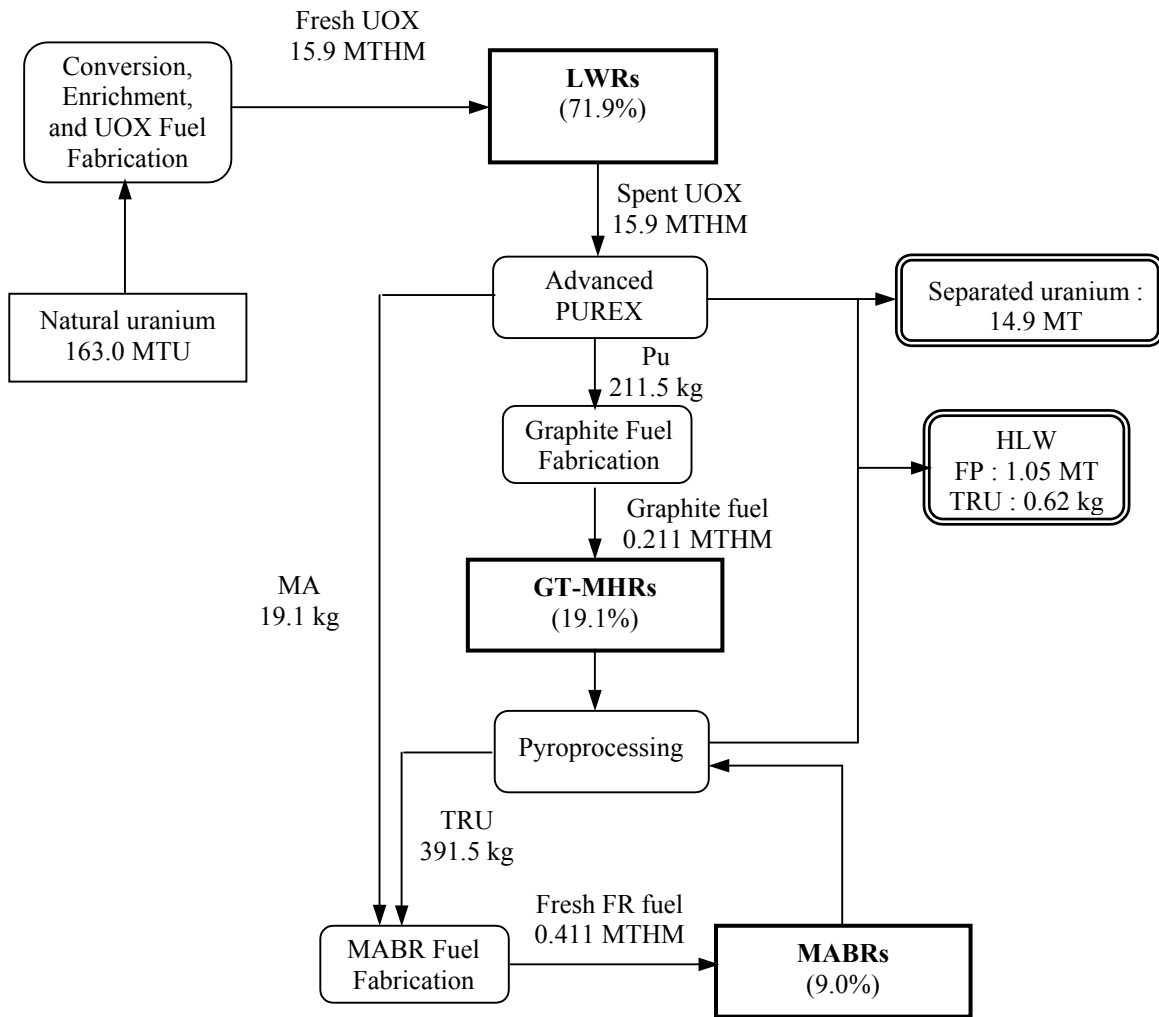 Fresh UOX
15.9 MTHM
Conversion,
Enrichment,
and UOX Fuel
Fabrication
LWRs
(71.9%)
Spent UOX
15.9 MTHM
Natural uranium
163.0 MTU
Advanced
PUREX
Separated uranium :
14.9 MT
Pu
211.5 kg
Graphite Fuel
Fabrication
HLW
FP : 1.05 MT
TRU : 0.62 kg
Graphite fuel
0.211 MTHM
MA
19.1 kg
GT-MHRs
(19.1%)
Pyroprocessing
TRU
391.5 kg
Fresh FR fuel
0.411 MTHM
MABR Fuel
Fabrication
MABRs
(9.0%)